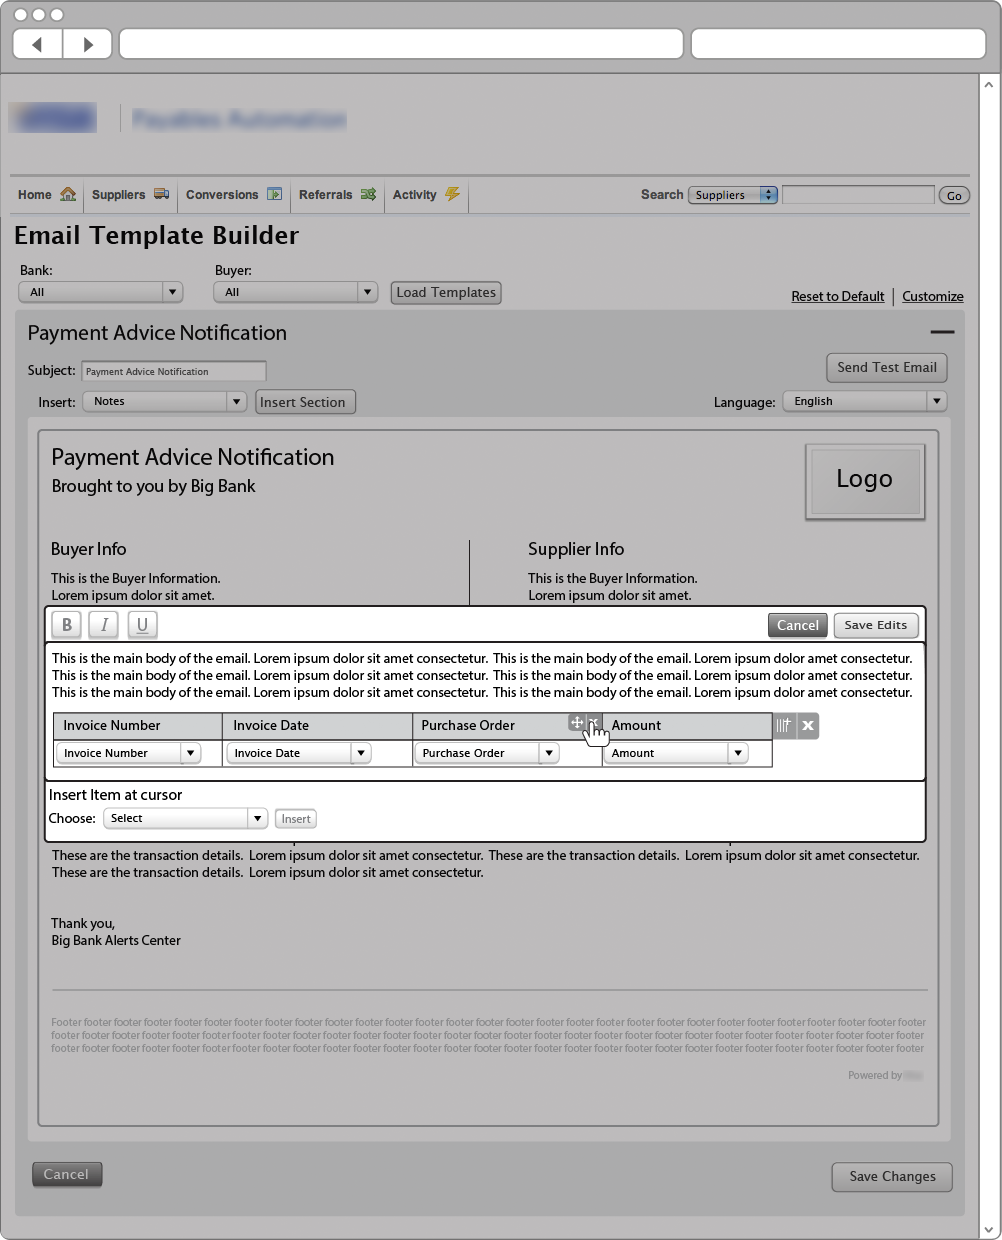 Home Suppliers Conversions Referrals Activity Search Suppliers Go
Email Template Builder
Bank: Buyer:
All All Load Templates
Reset to Default Customize
Payment Advice Notification
Subject: Payment Advice Notification Send Test Email
Insert: Notes Insert Section Language: English
Payment Advice Notification
Brought to you by Big Bank
Logo
Buyer Info
This is the Buyer Information.
Lorem ipsum dolor sit amet.
Supplier Info
This is the Buyer Information.
Lorem ipsum dolor sit amet.
B I U Cancel Save Edits
This is the main body of the email. Lorem ipsum dolor sit amet consectetur. This is the main body of the email. Lorem ipsum dolor amet consectetur.
This is the main body of the email. Lorem ipsum dolor sit amet consectetur. This is the main body of the email. Lorem ipsum dolor sit amet consectetur.
This is the main body of the email. Lorem ipsum dolor sit amet consectetur. This is the main body of the email. Lorem ipsum dolor sit amet consectetur.
Invoice Number Invoice Date Purchase Order Amount
Invoice Number Invoice Date Purchase Order Amount
Insert Item at cursor
Choose: Select Insert
These are the transaction details. Lorem ipsum dolor sit amet consectetur. These are the transaction details. Lorem ipsum dolor sit amet consectetur.
These are the transaction details. Lorem ipsum dolor sit amet consectetur.
Thank you,
Big Bank Alerts Center
Footer footer footer footer footer footer footer footer footer footer footer footer footer footer footer footer footer footer footer footer footer footer footer footer footer footer footer footer footer
footer footer footer footer footer footer footer footer footer footer footer footer footer footer footer footer footer footer footer footer footer footer footer footer footer footer footer footer footer
footer footer footer footer footer footer footer footer footer footer footer footer footer footer footer footer footer footer footer footer footer footer footer footer footer footer footer footer footer
Powered by
Cancel Save Changes